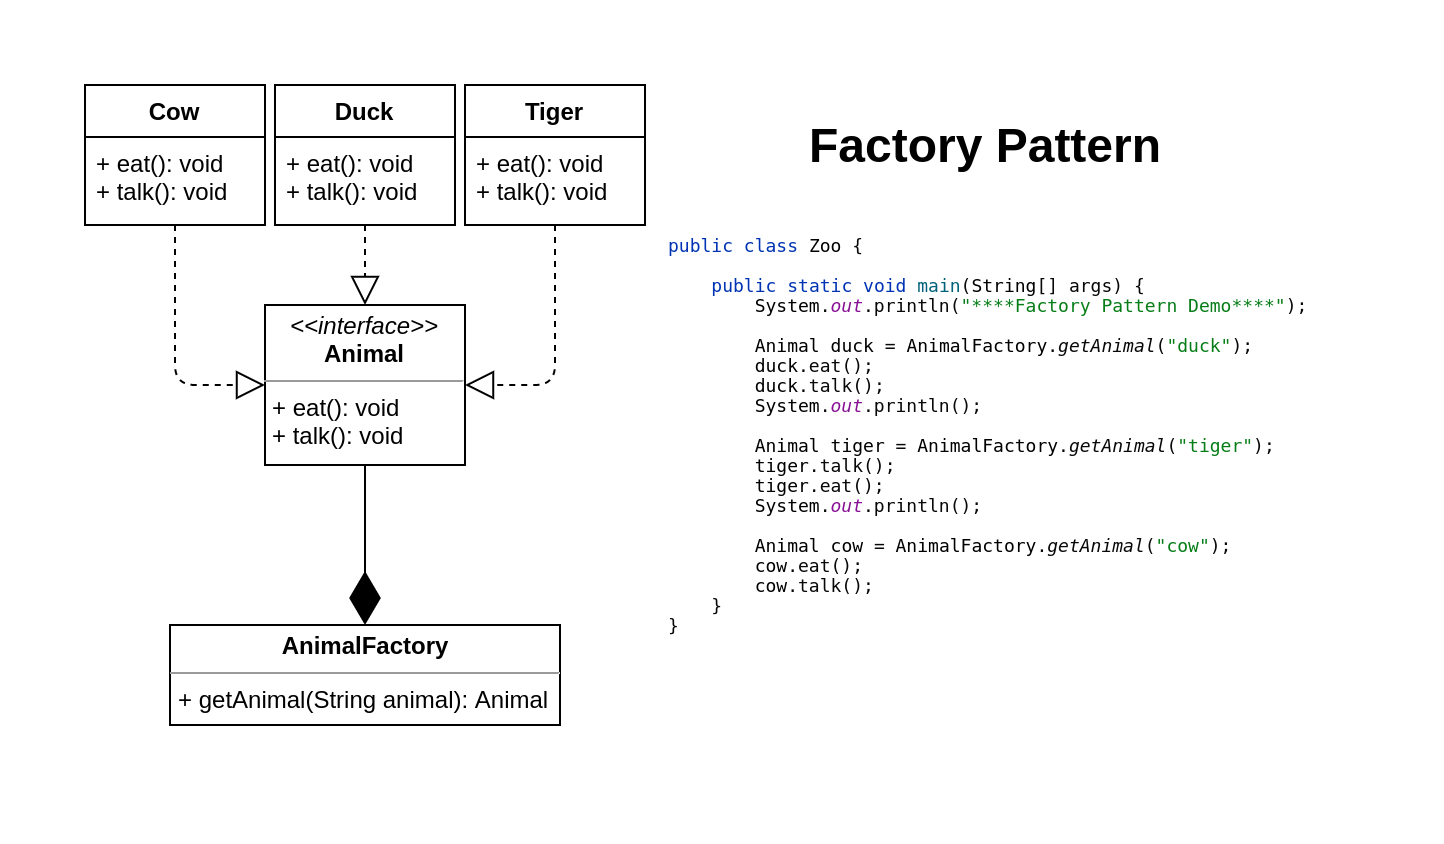 Cow
+ eat(): void
+ talk(): void
Duck
+ eat(): void
+ talk(): void
Tiger
+ eat(): void
+ talk(): void
<<interface>>
Animal
+ eat(): void
+ talk(): void
AnimalFactory
+ getAnimal(String animal): Animal
Factory Pattern
public class Zoo {
    public static void main(String[] args) {
        System.out.println("****Factory Pattern Demo****");
        Animal duck = AnimalFactory.getAnimal("duck");
        duck.eat();
        duck.talk();
        System.out.println();
        Animal tiger = AnimalFactory.getAnimal("tiger");
        tiger.talk();
        tiger.eat();
        System.out.println();
        Animal cow = AnimalFactory.getAnimal("cow");
        cow.eat();
        cow.talk();
    }
}